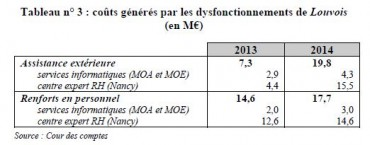 Tableau n° 3 : coûts générés par les dysfonctionnements de Louvois
(en M€)
2013 2014
Assistance extérieure 7,3 19,8
services informatiques (MOA et MOE) 2,9 4,3
centre expert RH (Nancy) 4,4 15,5
Renforts en personnel 14,6 17,7
services informatiques (MOA et MOE) 2,0 3,0
centre expert RH (Nancy) 12,6 14,6
Source : Cour des comptes